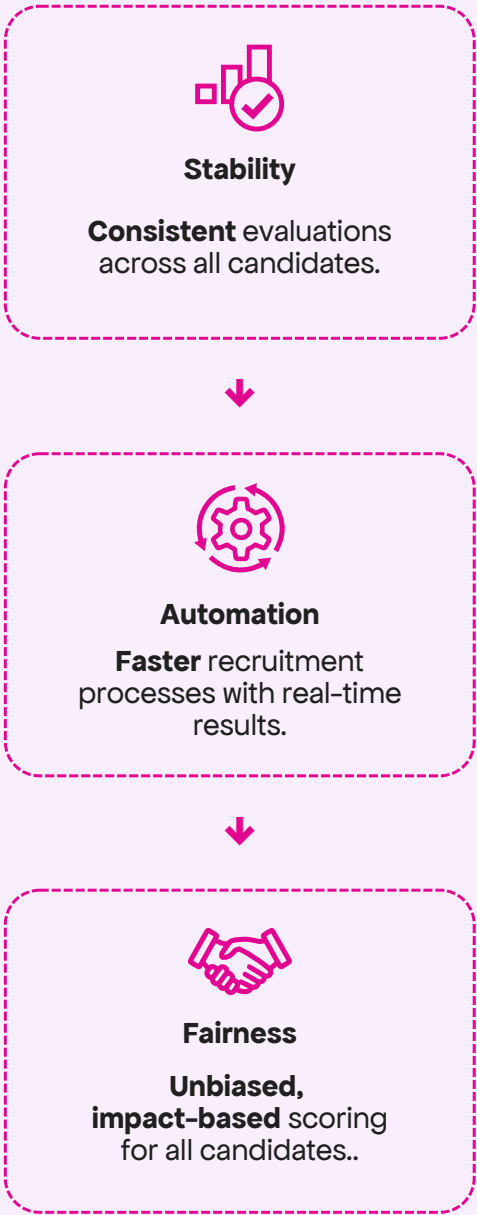 Stability
Consistent evaluations
across all candidates.
Automation
Faster recruitment
processes with real-time
results.
Fairness
Unbiased,
impact-based scoring
for all candidates..